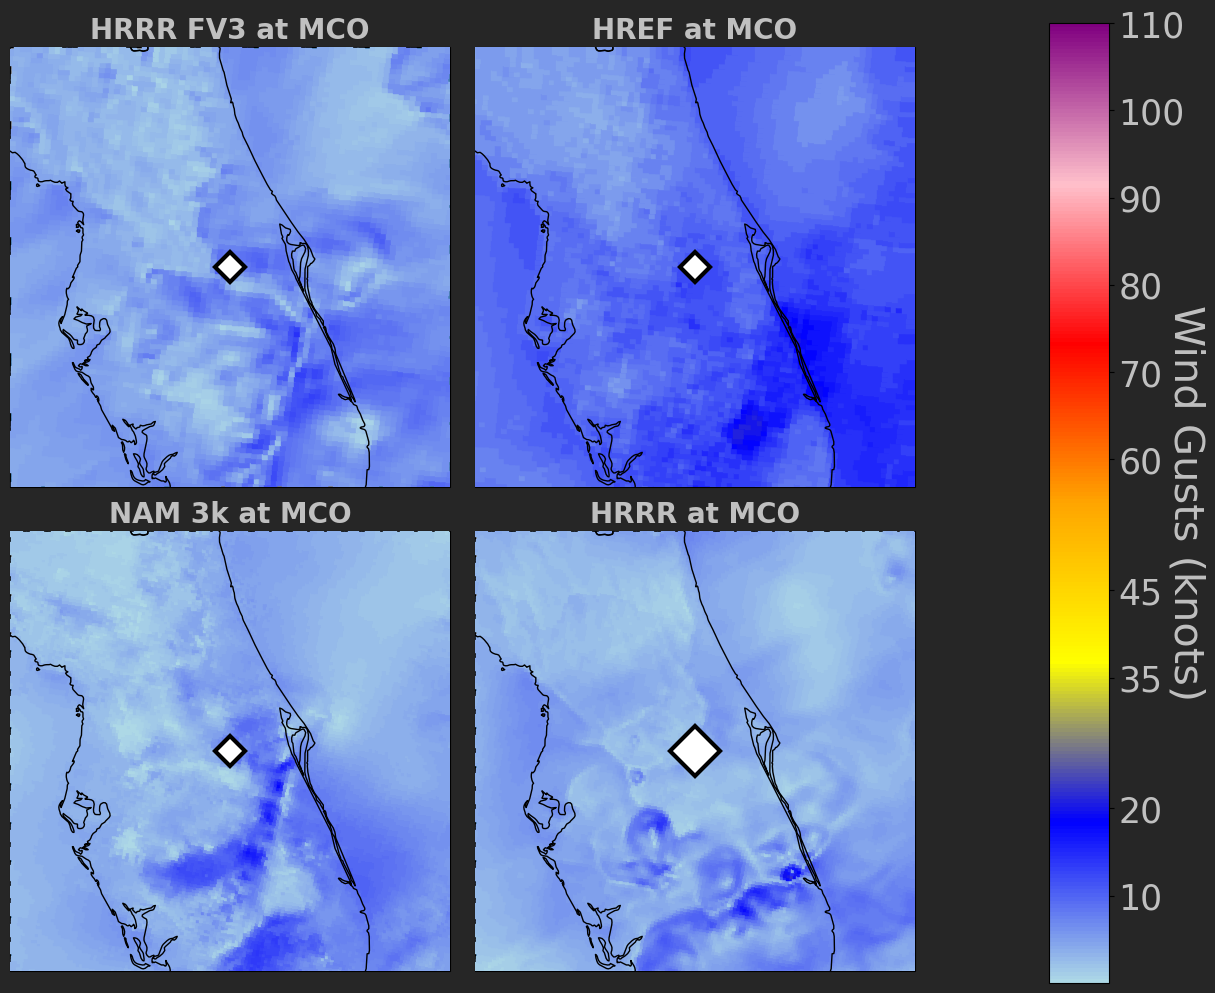 HRRR FV3 at MCO
HREF at MCO
NAM 3k at MCO
HRRR at MCO
110
100
90
80
70
60
45
35
20
10
Wind Gusts (knots)